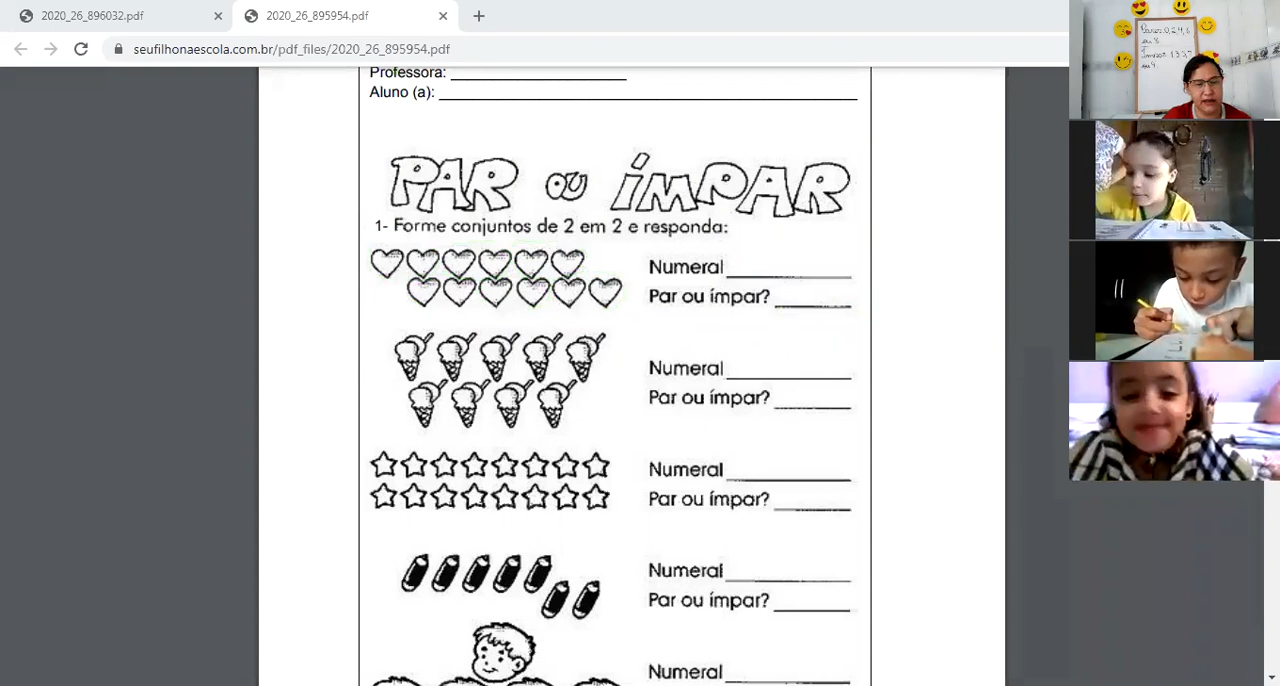 2020_26_896032.pdf
2020_26_895954.pdf
seufilhonaescola.com.br/pdf_files/2020_26_895954.pdf
Professora:
Aluno (a):
PAR OU ÍMPAR
1- Forme conjuntos de 2 em 2 e responda:
Numeral
Par ou ímpar?
Numeral
Par ou ímpar?
Numeral
Par ou ímpar?
Numeral
Par ou ímpar?
Numeral